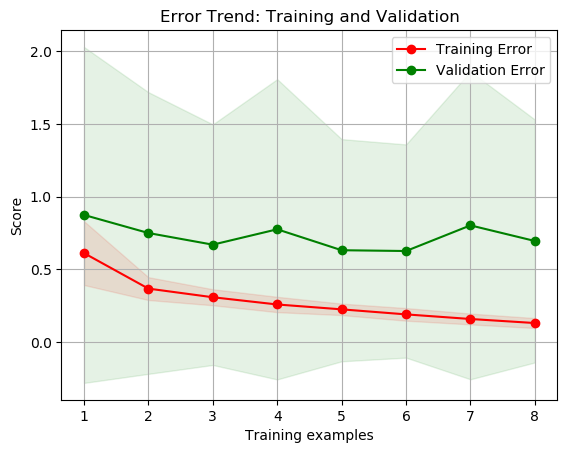 Error Trend: Training and Validation
Training Error
Validation Error
Score
2.0
1.5
1.0
0.5
0.0
1 2 3 4 5 6 7 8
Training examples